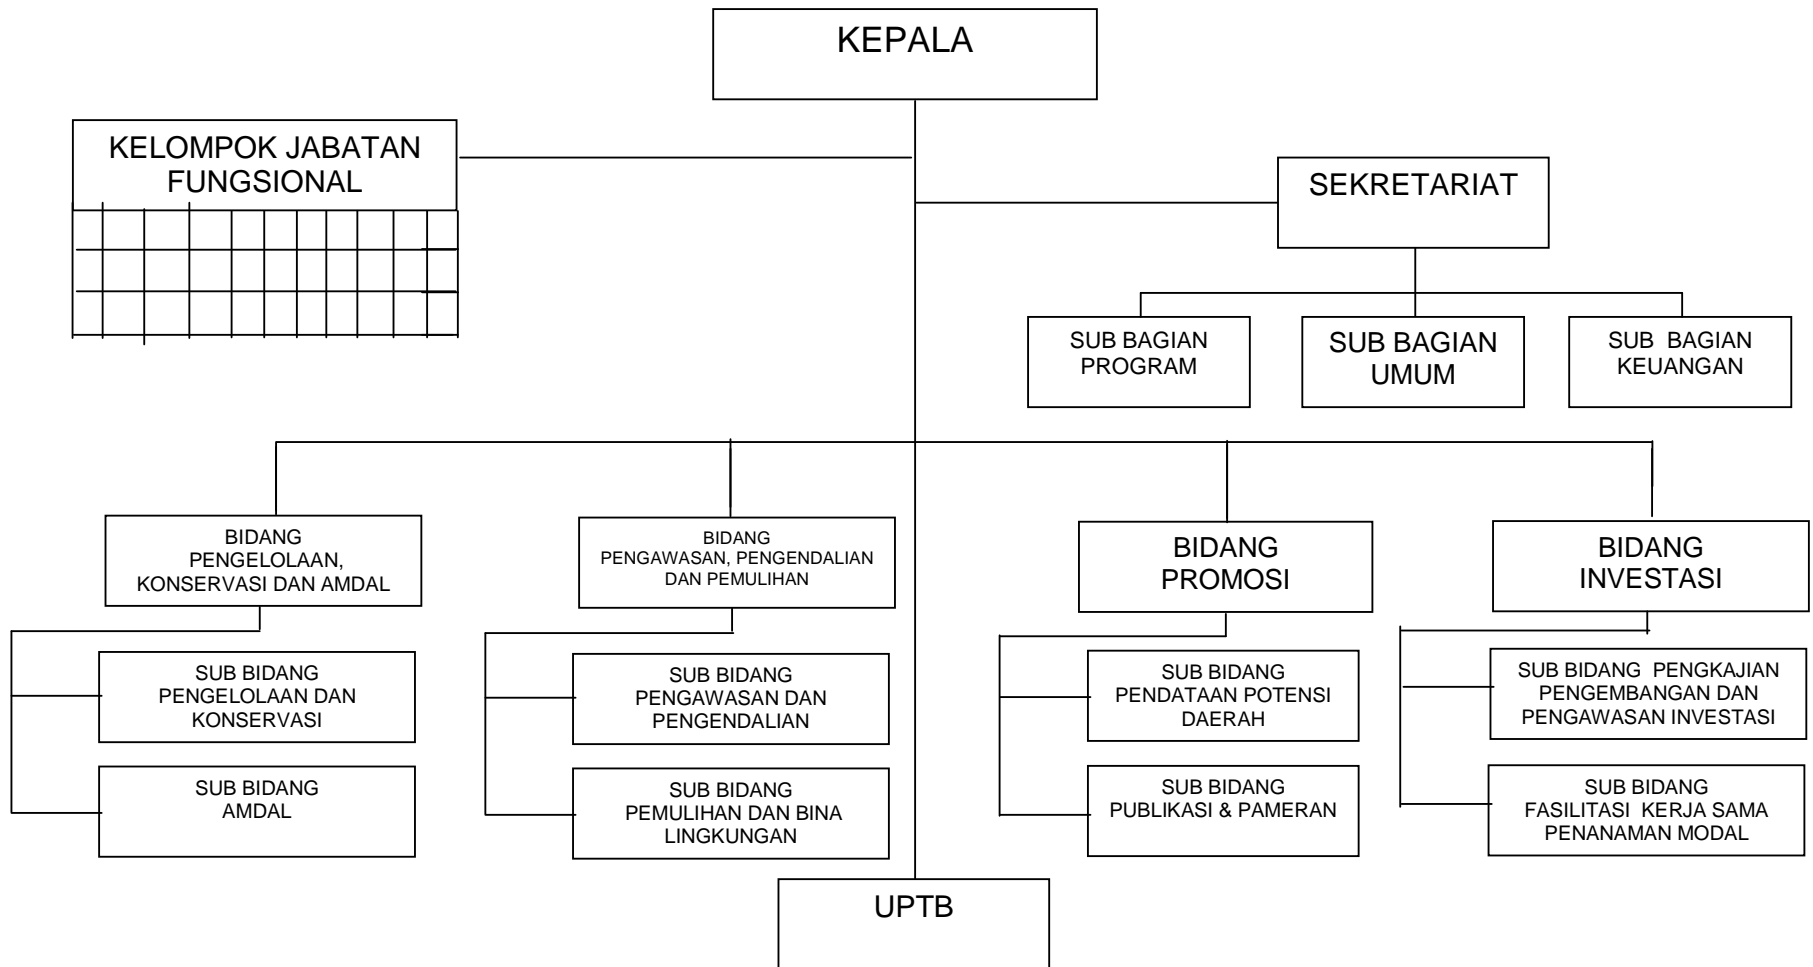 KEPALA
KELOMPOK JABATAN
FUNGSIONAL
SEKRETARIAT
SUB BAGIAN
PROGRAM
SUB BAGIAN
UMUM
SUB BAGIAN
KEUANGAN
BIDANG
PENGELOLAAN,
KONSERVASI DAN AMDAL
BIDANG
PENGAWASAN, PENGENDALIAN
DAN PEMULIHAN
BIDANG
PROMOSI
BIDANG
INVESTASI
SUB BIDANG
PENGELOLAAN DAN
KONSERVASI
SUB BIDANG
PENGAWASAN DAN
PENGENDALIAN
SUB BIDANG
PENDATAAN POTENSI
DAERAH
SUB BIDANG PENGKAJIAN
PENGEMBANGAN DAN
PENGAWASAN INVESTASI
SUB BIDANG
AMDAL
SUB BIDANG
PEMULIHAN DAN BINA
LINGKUNGAN
SUB BIDANG
PUBLIKASI & PAMERAN
SUB BIDANG
FASILITASI KERJA SAMA
PENANAMAN MODAL
UPTB